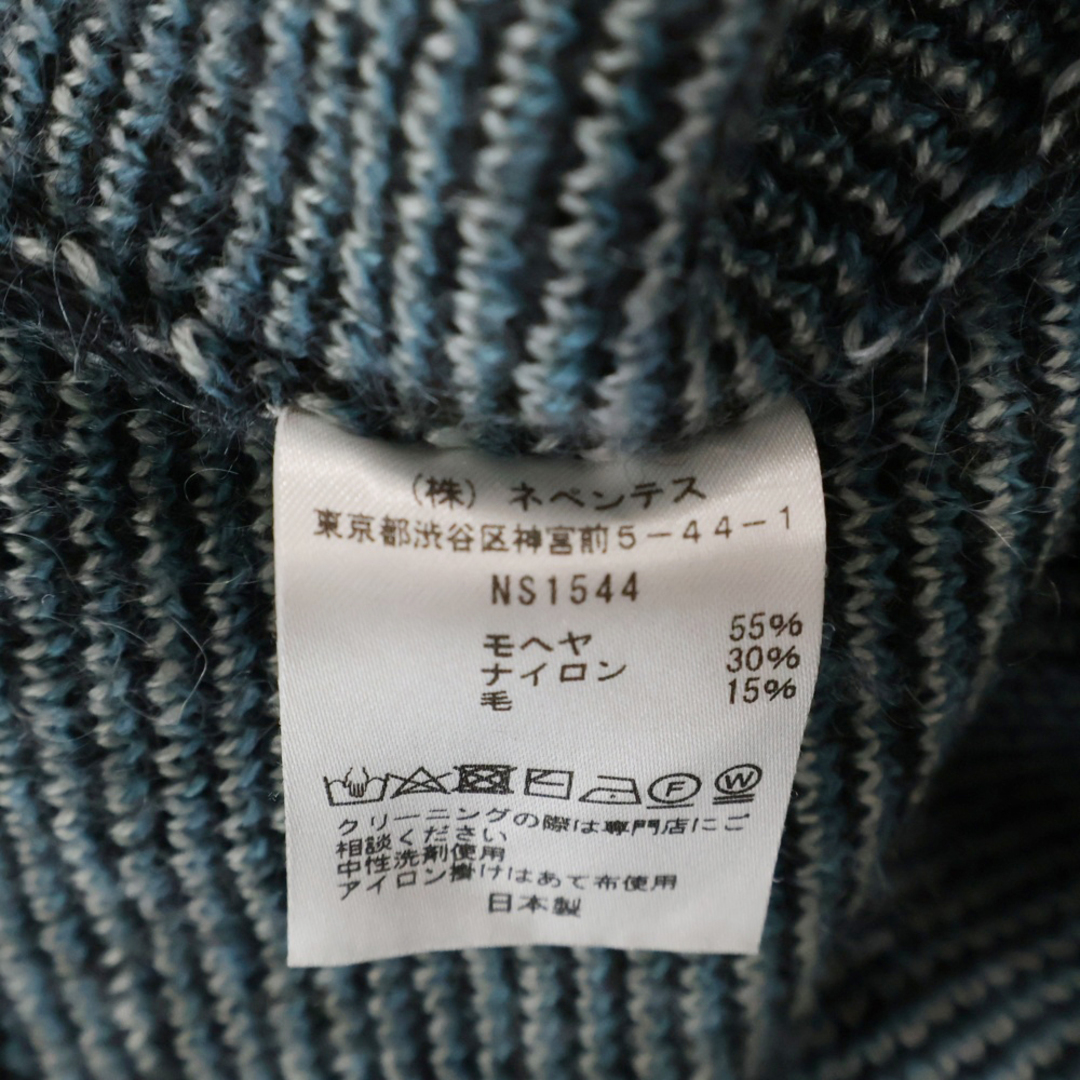 (株) ネペンテス
東京都渋谷区神宮前5-44-1
NS1544
モヘヤ 55%
ナイロン 30%
毛 15%
F W
クリーニングの際は専門店にご
相談ください
中性洗剤使用
アイロン掛けはあて布使用
日本製